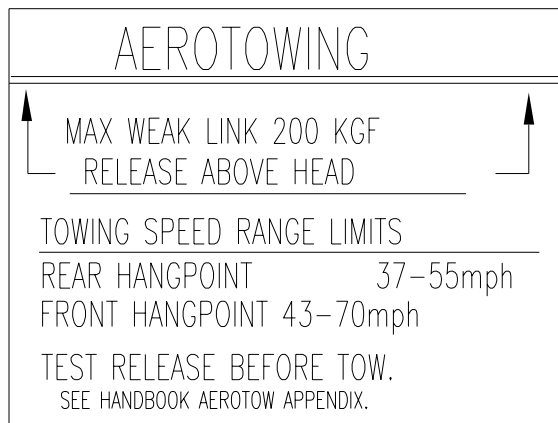 AEROTOWING
MAX WEAK LINK 200 KGF
RELEASE ABOVE HEAD
TOWING SPEED RANGE LIMITS
REAR HANGPOINT 37-55mph
FRONT HANGPOINT 43-70mph
TEST RELEASE BEFORE TOW.
SEE HANDBOOK AEROTOW APPENDIX.